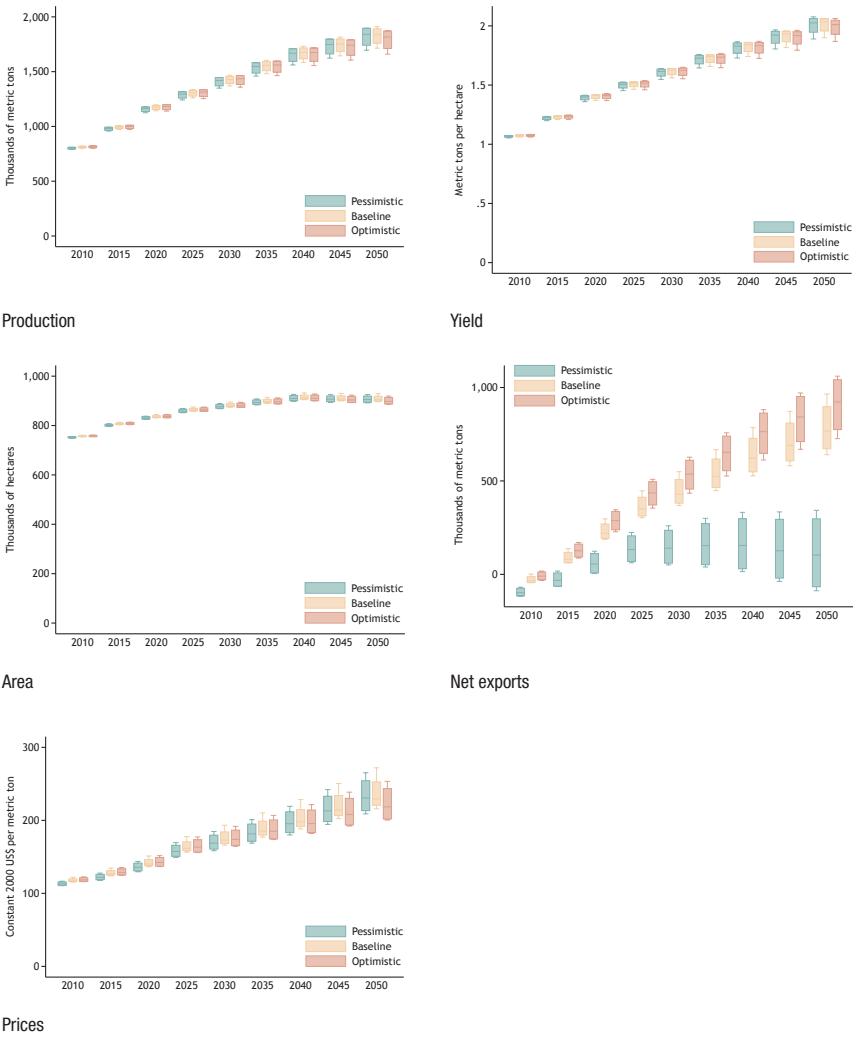 2,000
1,500
1,000
500
0
Thousands of metric tons
Pessimistic
Baseline
Optimistic
2010 2015 2020 2025 2030 2035 2040 2045 2050
Production
2
1.5
1
.5
0
Metric tons per hectare
Pessimistic
Baseline
Optimistic
2010 2015 2020 2025 2030 2035 2040 2045 2050
Yield
1,000
800
600
400
200
0
Thousands of hectares
Pessimistic
Baseline
Optimistic
2010 2015 2020 2025 2030 2035 2040 2045 2050
Area
Pessimistic
Baseline
Optimistic
1,000
500
0
Thousands of metric tons
2010 2015 2020 2025 2030 2035 2040 2045 2050
Net exports
300
200
100
0
Constant 2000 US$ per metric ton
Pessimistic
Baseline
Optimistic
2010 2015 2020 2025 2030 2035 2040 2045 2050
Prices